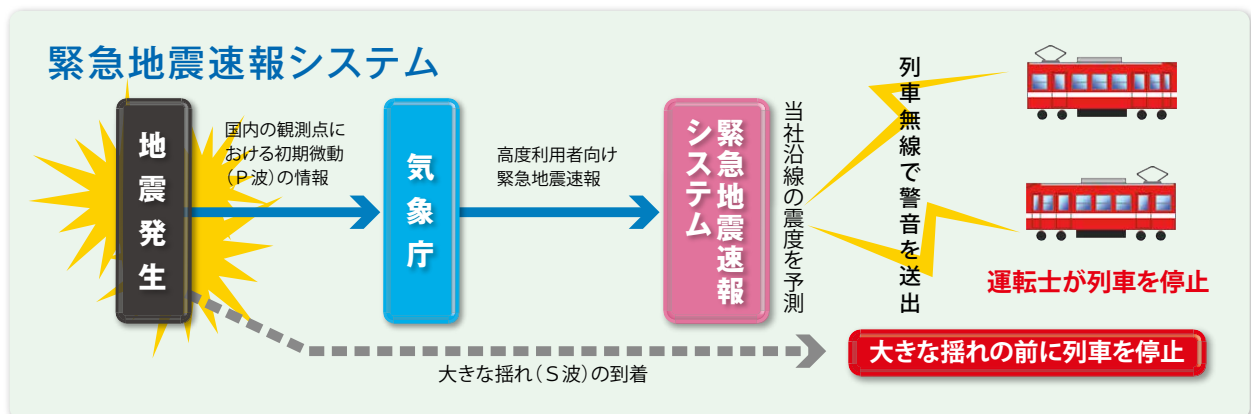 緊急地震速報システム
地震発生
国内の観測点に
おける初期微動
（P波）の情報
気象庁
高度利用者向け
緊急地震速報
緊急地震速報
システム
当社沿線の震度を予測
列車無線で警音を送出
運転士が列車を停止
大きな揺れの前に列車を停止
大きな揺れ（S波）の到着